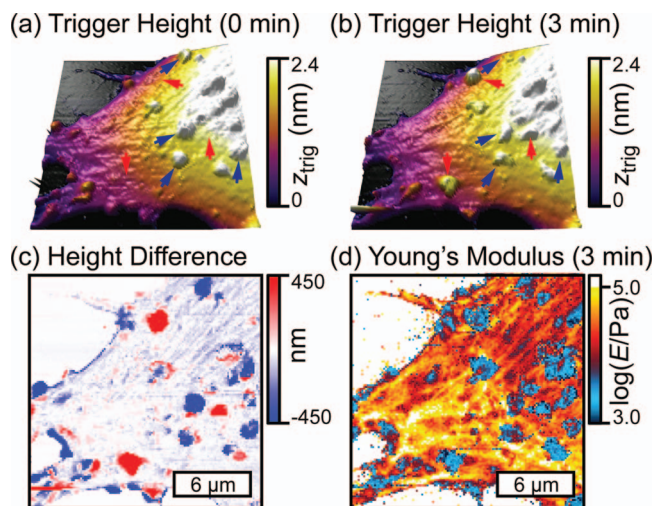 (a) Trigger Height (0 min)
(b) Trigger Height (3 min)
2.4
z_trig (nm)
0
2.4
z_trig (nm)
0
(c) Height Difference
(d) Young's Modulus (3 min)
450
nm
-450
6 μm
5.0
log(E/Pa)
3.0
6 μm